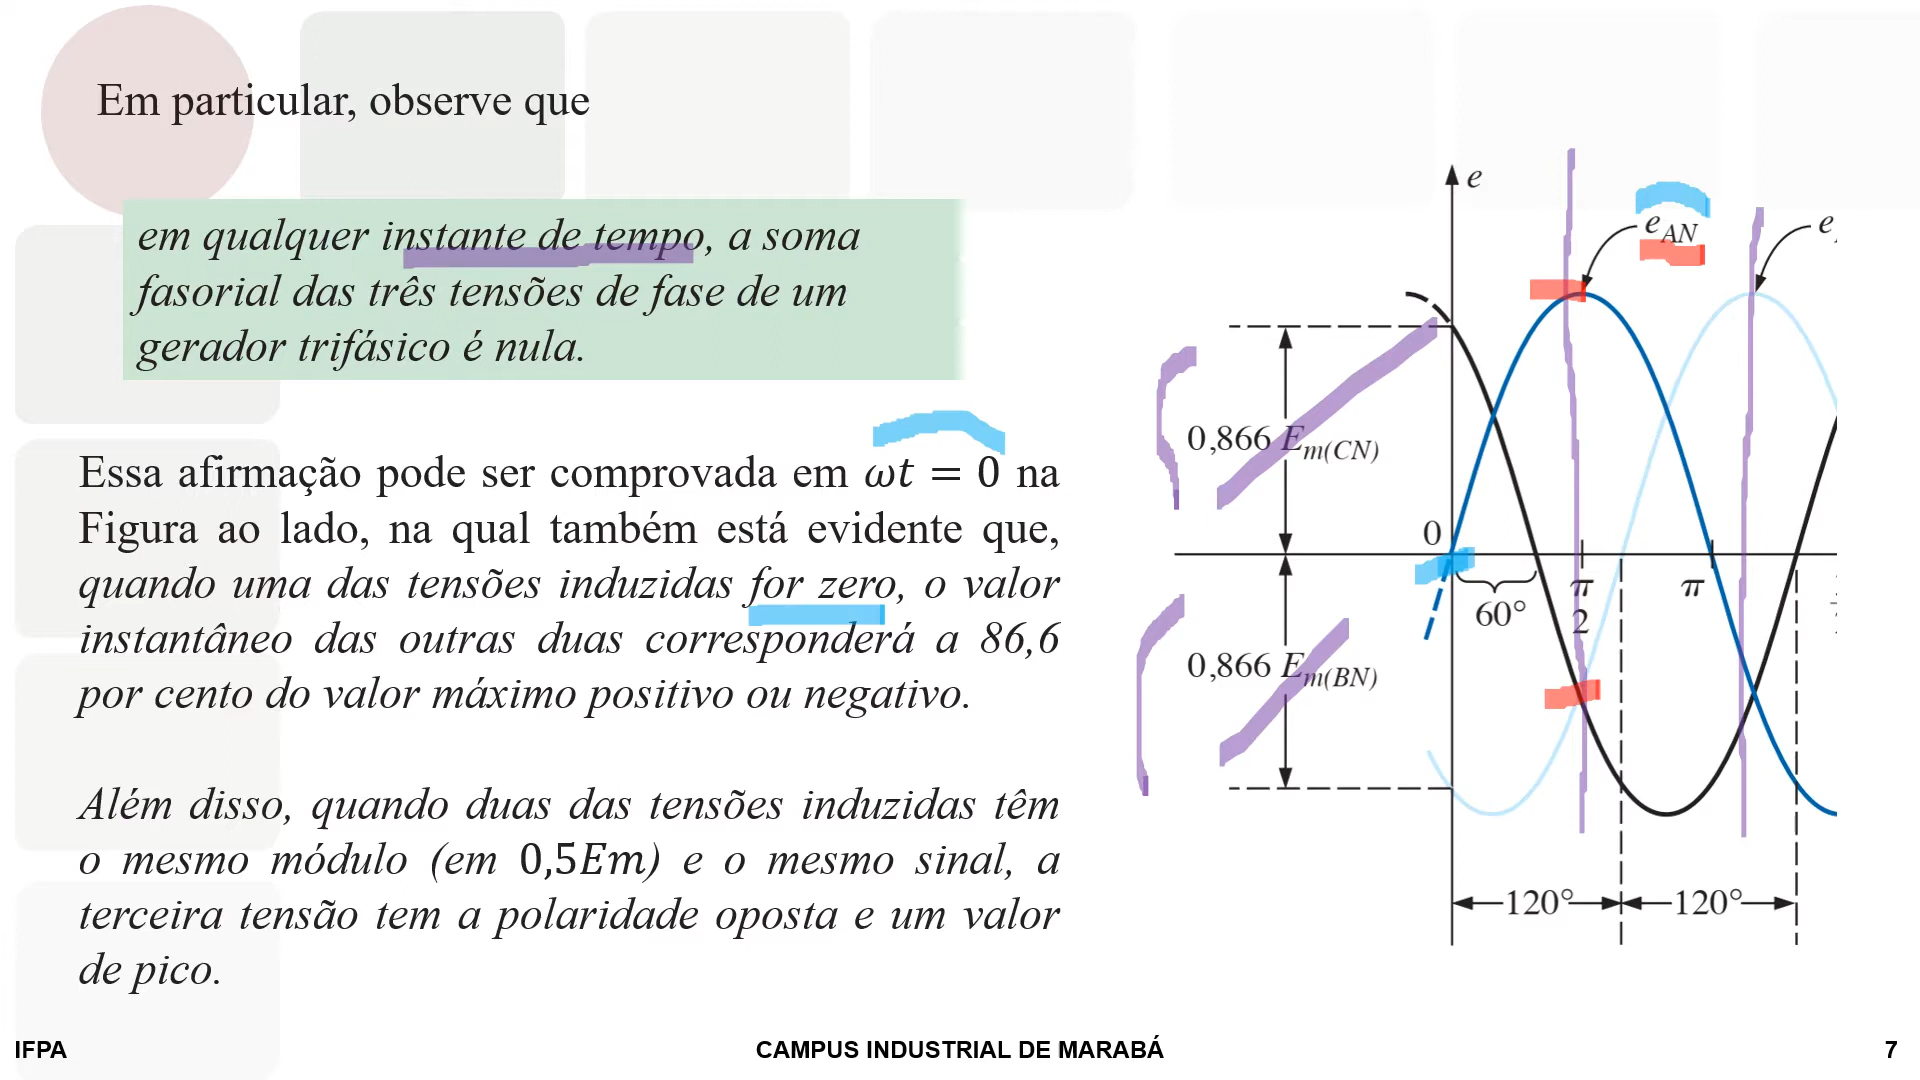 Em particular, observe que
em qualquer instante de tempo, a soma
fasorial das três tensões de fase de um
gerador trifásico é nula.
Essa afirmação pode ser comprovada em ωt = 0 na
Figura ao lado, na qual também está evidente que,
quando uma das tensões induzidas for zero, o valor
instantâneo das outras duas corresponderá a 86,6
por cento do valor máximo positivo ou negativo.
Além disso, quando duas das tensões induzidas têm
o mesmo módulo (em 0,5Em) e o mesmo sinal, a
terceira tensão tem a polaridade oposta e um valor
de pico.
e
e_AN
e
0,866 E_m(CN)
0
60°
π/2
π
0,866 E_m(BN)
120°
120°
IFPA
CAMPUS INDUSTRIAL DE MARABÁ
7